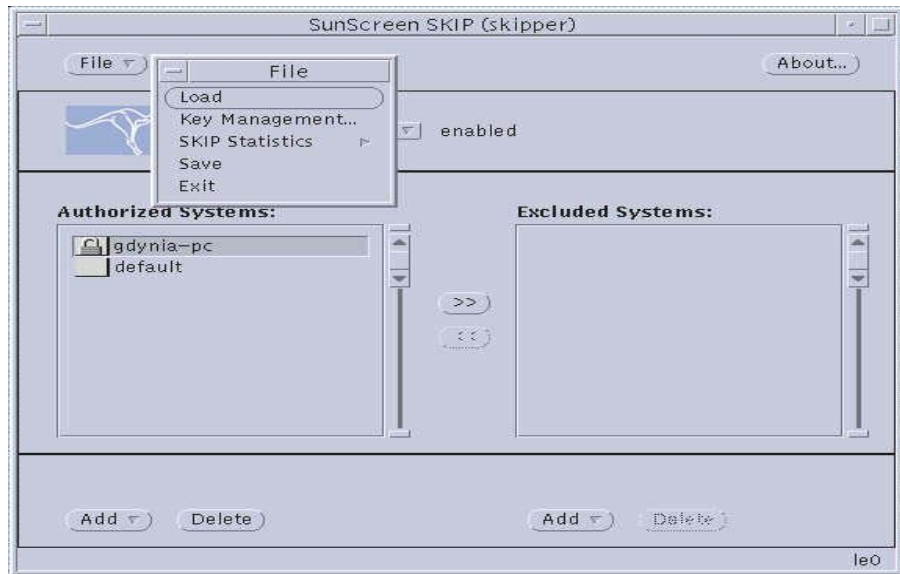 SunScreen SKIP (skipper)
File
About...
File
Load
Key Management...
SKIP Statistics
Save
Exit
enabled
Authorized Systems:
Excluded Systems:
gdynia-pc
default
>>
<<
Add
Delete
Add
Delete
le0